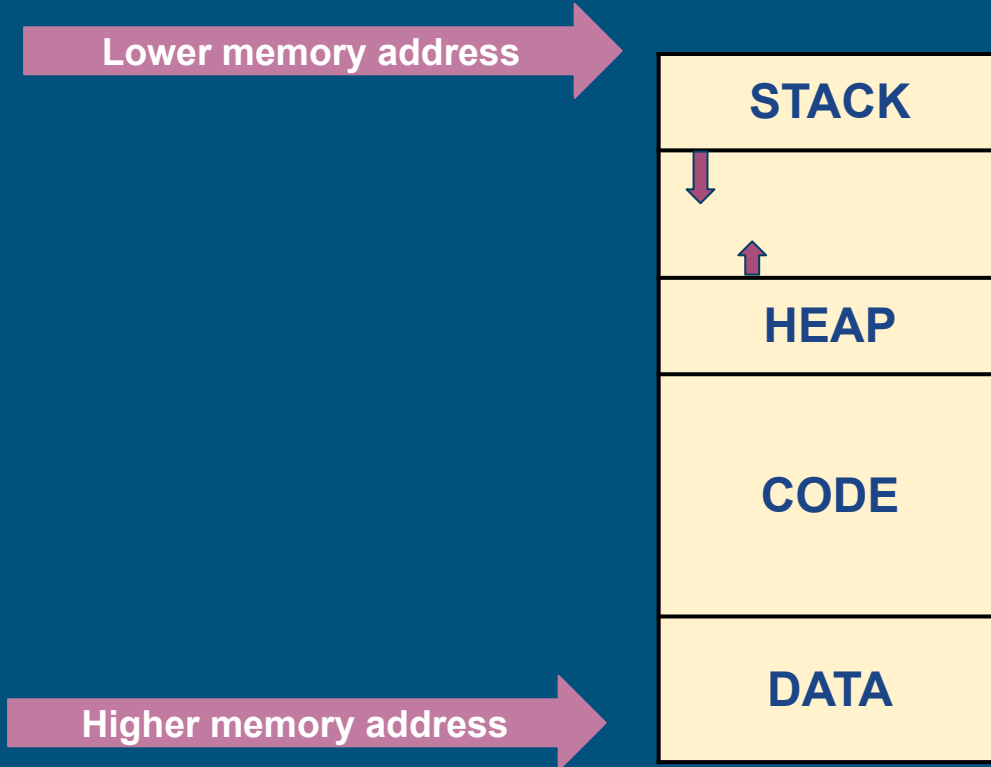 Lower memory address
STACK
HEAP
CODE
DATA
Higher memory address